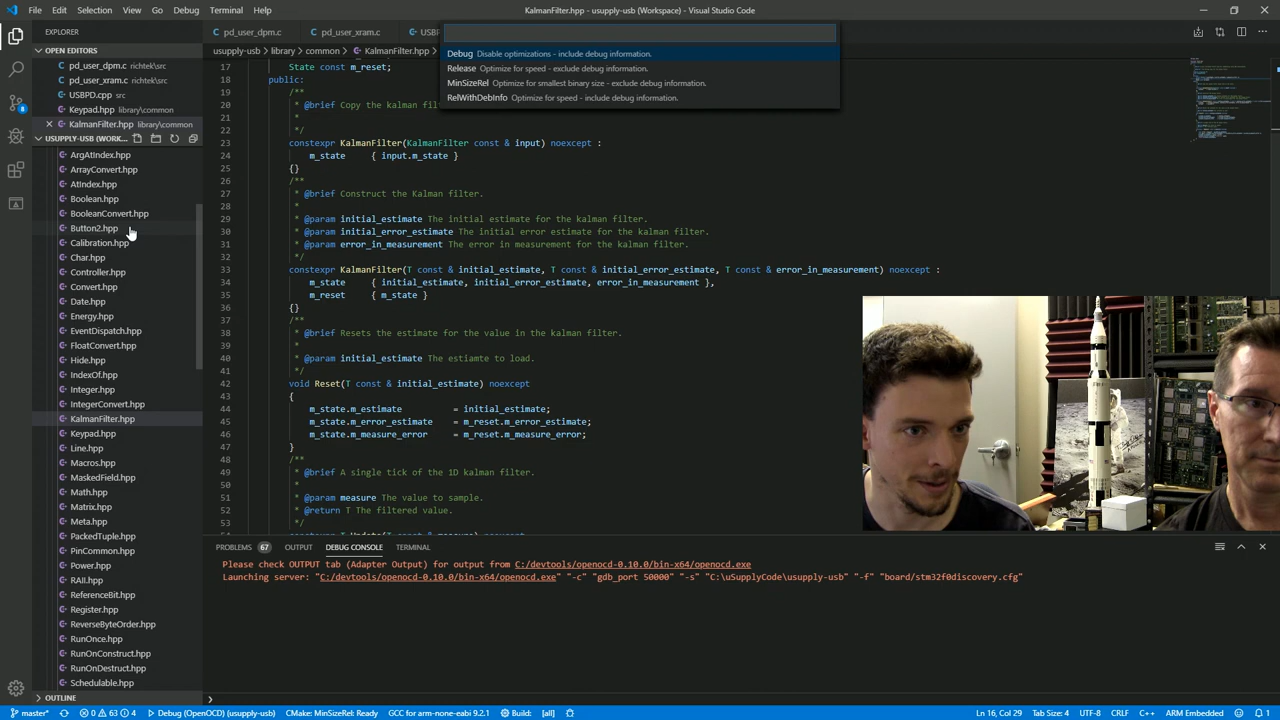 File Edit Selection View Go Debug Terminal Help
KalmanFilter.hpp - usupply-usb (Workspace) - Visual Studio Code
EXPLORER
OPEN EDITORS
pd_user_dpm.c richtek\src
pd_user_xram.c richtek\src
USBPD.cpp src
Keypad.hpp library\common
KalmanFilter.hpp library\common
USUPPLY-USB (WORK...
ArgAtIndex.hpp
ArrayConvert.hpp
AtIndex.hpp
Boolean.hpp
BooleanConvert.hpp
Button2.hpp
Calibration.hpp
Char.hpp
Controller.hpp
Convert.hpp
Date.hpp
Energy.hpp
EventDispatch.hpp
FloatConvert.hpp
Hide.hpp
IndexOf.hpp
Integer.hpp
IntegerConvert.hpp
KalmanFilter.hpp
Keypad.hpp
Line.hpp
Macros.hpp
MaskedField.hpp
Math.hpp
Matrix.hpp
Meta.hpp
PackedTuple.hpp
PinCommon.hpp
Power.hpp
RAII.hpp
ReferenceBit.hpp
Register.hpp
ReverseByteOrder.hpp
RunOnce.hpp
RunOnConstruct.hpp
RunOnDestruct.hpp
Schedulable.hpp
OUTLINE
pd_user_dpm.c pd_user_xram.c USB
usupply-usb > library > common > KalmanFilter.hpp >
Debug Disable optimizations - include debug information.
Release Optimize for speed - exclude debug information.
MinSizeRel Optimize for smallest binary size - exclude debug information.
RelWithDebInfo Optimize for speed - include debug information.
17 State const m_reset;
18 public:
19 /**
20 * @brief Copy the kalman fil
21 *
22 */
23 constexpr KalmanFilter(KalmanFilter const & input) noexcept :
24 m_state { input.m_state }
25 {}
26 /**
27 * @brief Construct the Kalman filter.
28 *
29 * @param initial_estimate The initial estimate for the kalman filter.
30 * @param initial_error_estimate The initial error estimate for the kalman filter.
31 * @param error_in_measurement The error in measurement for the kalman filter.
32 */
33 constexpr KalmanFilter(T const & initial_estimate, T const & initial_error_estimate, T const & error_in_measurement) noexcept :
34 m_state { initial_estimate, initial_error_estimate, error_in_measurement },
35 m_reset { m_state }
36 {}
37 /**
38 * @brief Resets the estimate for the value in the kalman filter.
39 *
40 * @param initial_estimate The estiamte to load.
41 */
42 void Reset(T const & initial_estimate) noexcept
43 {
44 m_state.m_estimate = initial_estimate;
45 m_state.m_error_estimate = m_reset.m_error_estimate;
46 m_state.m_measure_error = m_reset.m_measure_error;
47 }
48 /**
49 * @brief A single tick of the 1D kalman filter.
50 *
51 * @param measure The value to sample.
52 * @return T The filtered value.
53 */
PROBLEMS 67 OUTPUT DEBUG CONSOLE TERMINAL
Please check OUTPUT tab (Adapter Output) for output from C:/devtools/openocd-0.10.0/bin-x64/openocd.exe
Launching server: "C:/devtools/openocd-0.10.0/bin-x64/openocd.exe" "-c" "gdb_port 50000" "-s" "C:\uSupplyCode\usupply-usb" "-f" "board/stm32f0discovery.cfg"
master* 0 63 4 Debug (OpenOCD) (usupply-usb) CMake: MinSizeRel: Ready GCC for arm-none-eabi 9.2.1 Build: [all] Ln 16, Col 29 Tab Size: 4 UTF-8 CRLF C++ ARM Embedded 1